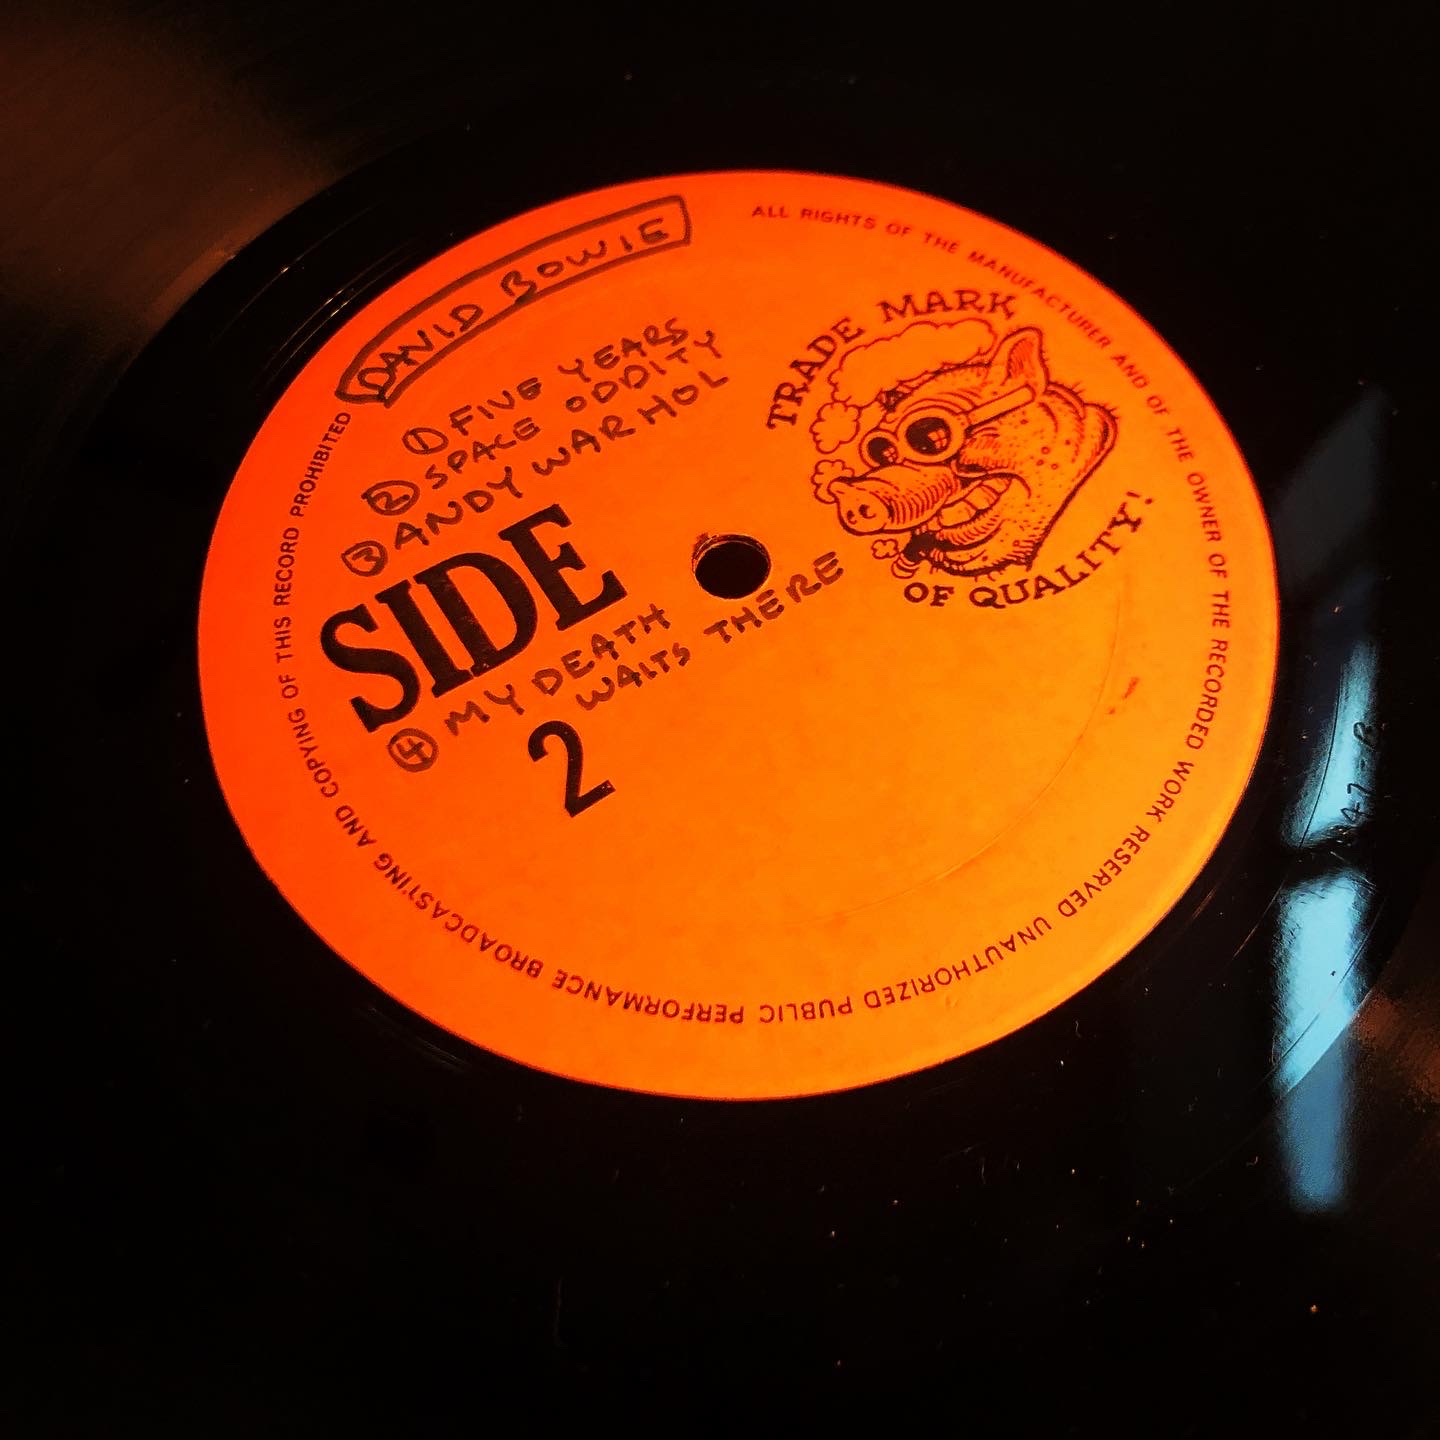 DAVID BOWIE
① FIVE YEARS
② SPACE ODDITY
③ ANDY WARHOL
SIDE
④ MY DEATH
WAITS THERE
2
TRADE MARK
OF QUALITY!
ALL RIGHTS OF THE MANUFACTURER AND OF THE OWNER OF THE RECORDED WORK RESERVED UNAUTHORIZED PUBLIC PERFORMANCE BROADCASTING AND COPYING OF THIS RECORD PROHIBITED